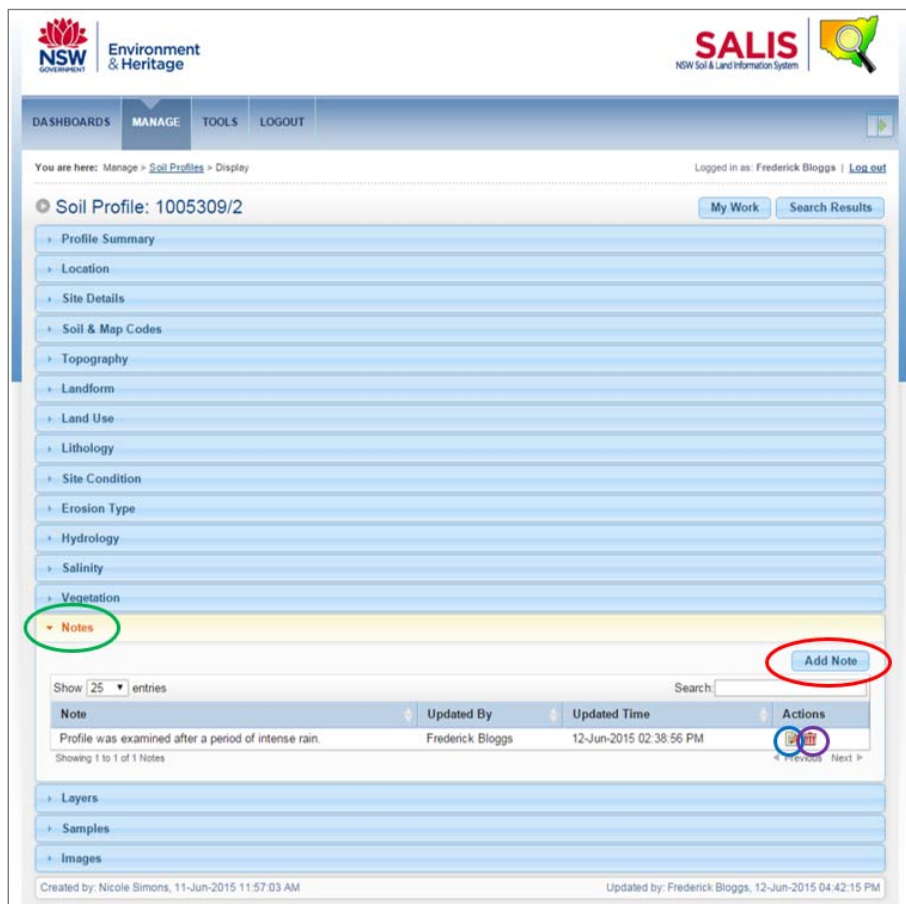 NSW
GOVERNMENT
Environment
& Heritage
SALIS
NSW Soil & Land Information System
DASHBOARDS MANAGE TOOLS LOGOUT
You are here: Manage > Soil Profiles > Display Logged in as: Frederick Bloggs | Log out
Soil Profile: 1005309/2 My Work Search Results
Profile Summary
Location
Site Details
Soil & Map Codes
Topography
Landform
Land Use
Lithology
Site Condition
Erosion Type
Hydrology
Salinity
Vegetation
Notes
Add Note
Show 25 entries Search:
Note Updated By Updated Time Actions
Profile was examined after a period of intense rain. Frederick Bloggs 12-Jun-2015 02:38:56 PM
Showing 1 to 1 of 1 Notes Previous Next
Layers
Samples
Images
Created by: Nicole Simons, 11-Jun-2015 11:57:03 AM Updated by: Frederick Bloggs, 12-Jun-2015 04:42:15 PM